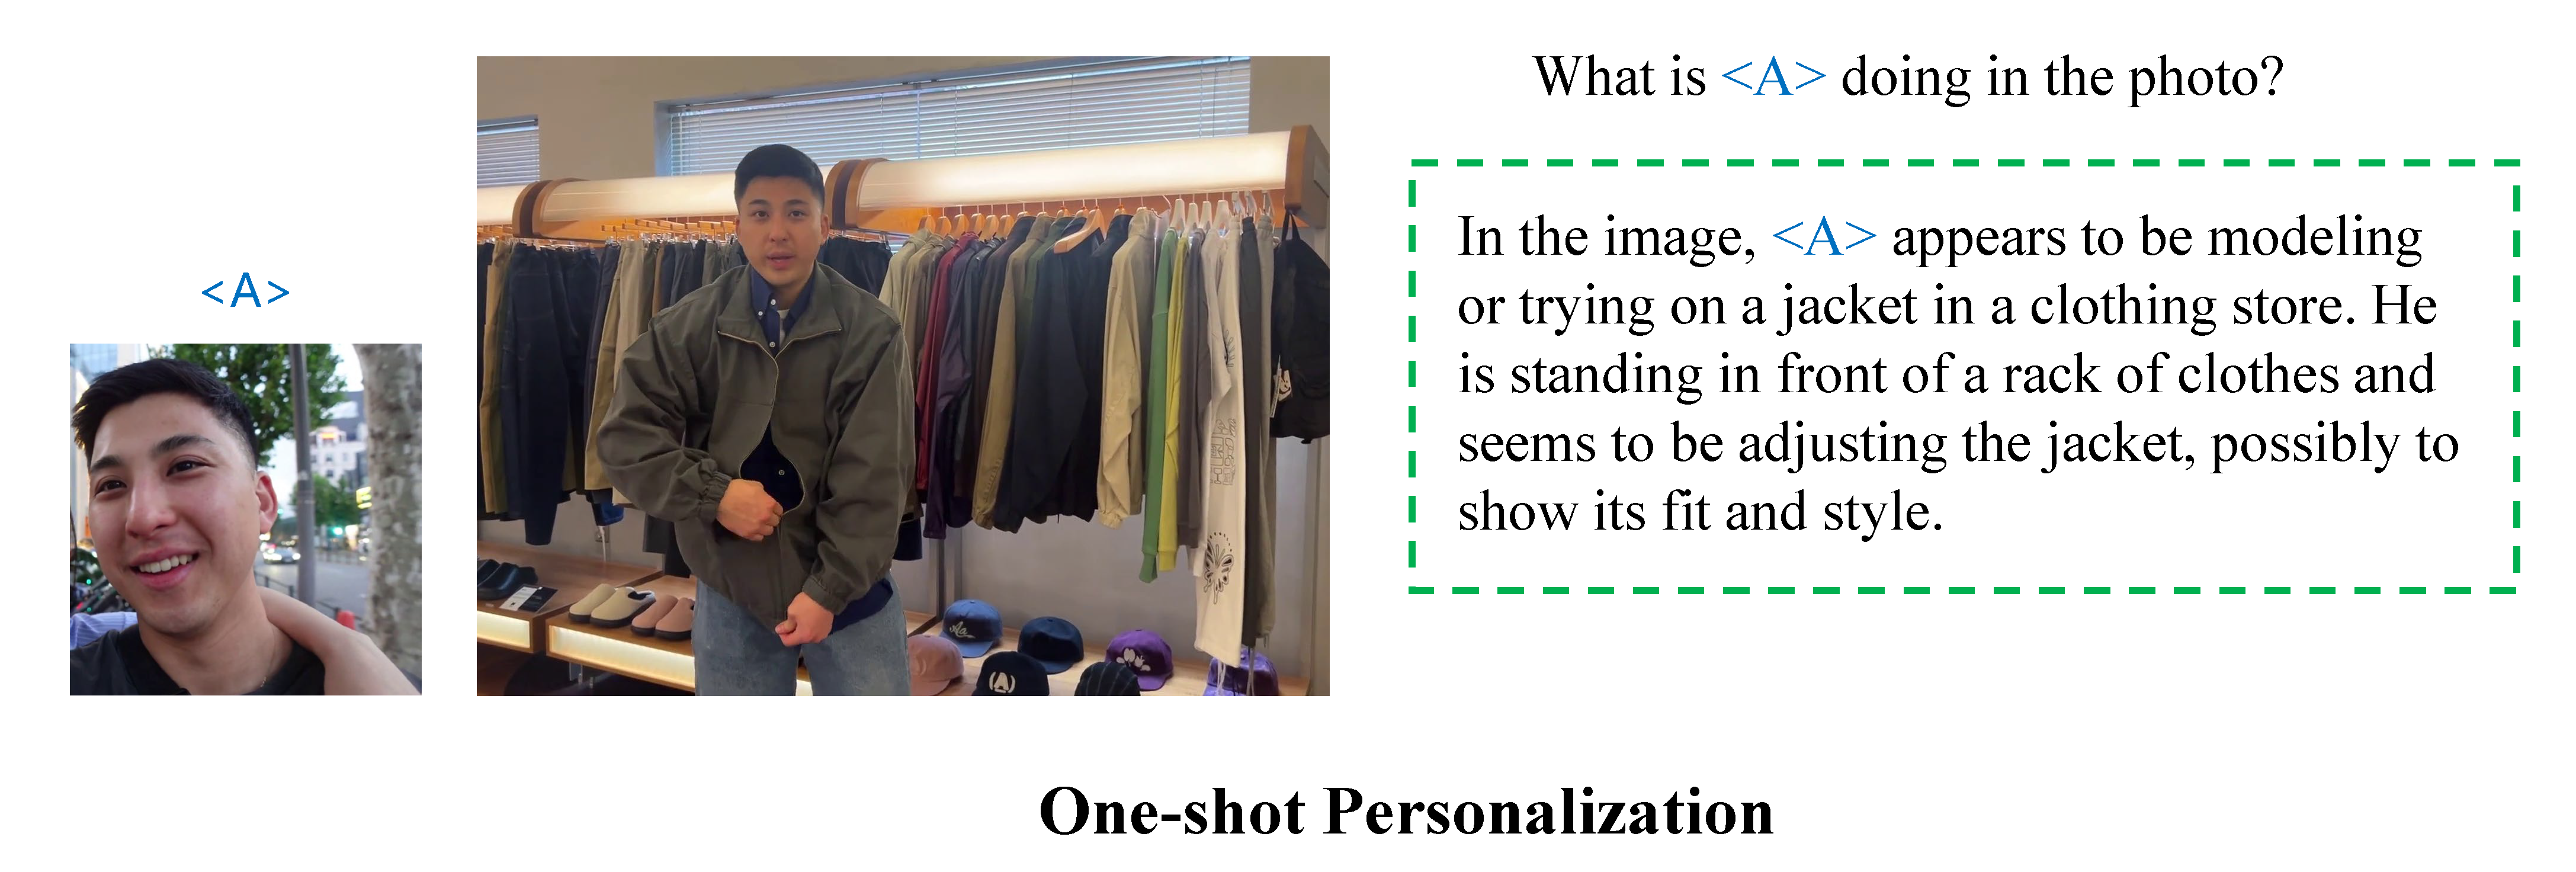 What is <A> doing in the photo?
<A>
In the image, <A> appears to be modeling
or trying on a jacket in a clothing store. He
is standing in front of a rack of clothes and
seems to be adjusting the jacket, possibly to
show its fit and style.
(A)
One-shot Personalization